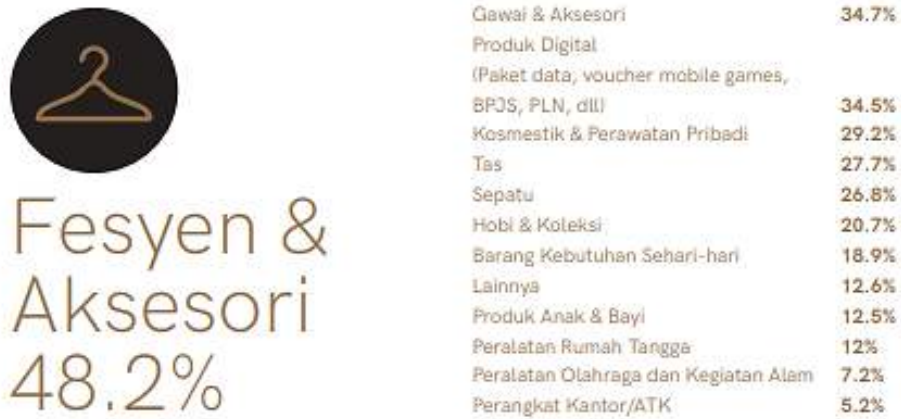 Fesyen &
Aksesori
48.2%
Gawai & Aksesori 34.7%
Produk Digital
(Paket data, voucher mobile games,
BPJS, PLN, dll) 34.5%
Kosmestik & Perawatan Pribadi 29.2%
Tas 27.7%
Sepatu 26.8%
Hobi & Koleksi 20.7%
Barang Kebutuhan Sehari-hari 18.9%
Lainnya 12.6%
Produk Anak & Bayi 12.5%
Peralatan Rumah Tangga 12%
Peralatan Olahraga dan Kegiatan Alam 7.2%
Perangkat Kantor/ATK 5.2%